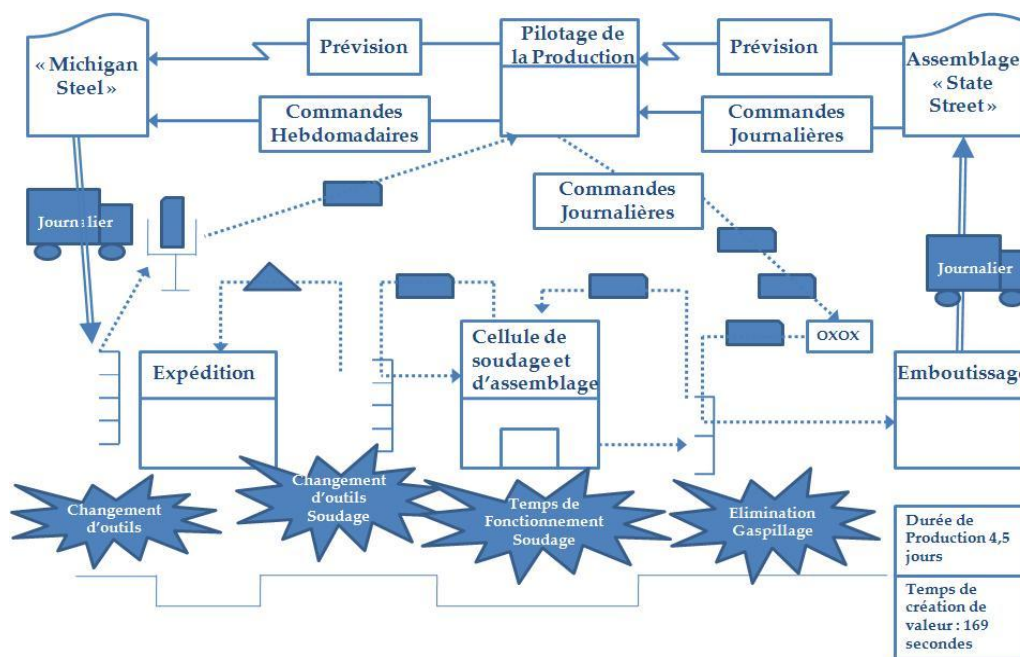 « Michigan
Steel »
Prévision
Pilotage de
la Production
Prévision
Assemblage
« State
Street »
Commandes
Hebdomadaires
Commandes
Journalières
Commandes
Journalières
Journalier
Journalier
Expédition
Cellule de
soudage et
d'assemblage
OXOX
Emboutissage
Changement
d'outils
Changement
d'outils
Soudage
Temps de
Fonctionnement
Soudage
Elimination
Gaspillage
Durée de
Production 4,5
jours
Temps de
création de
valeur : 169
secondes